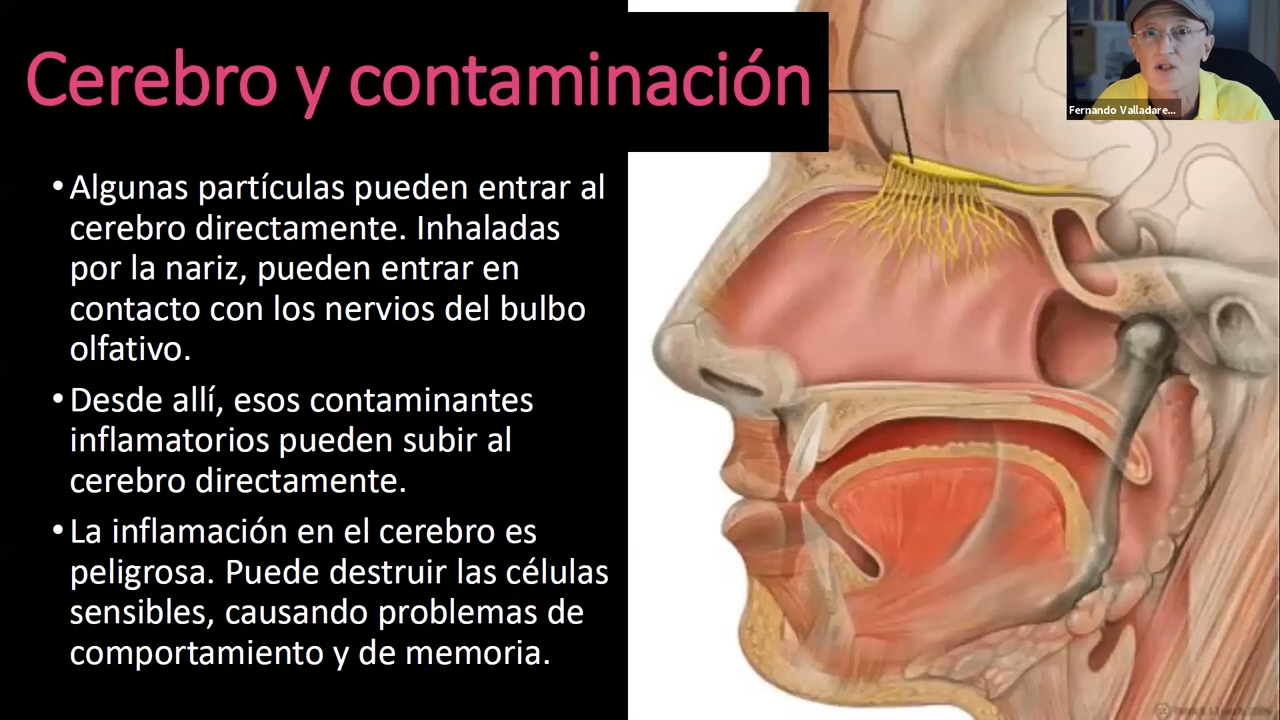 Cerebro y contaminación
Fernando Valladare...
• Algunas partículas pueden entrar al
cerebro directamente. Inhaladas
por la nariz, pueden entrar en
contacto con los nervios del bulbo
olfativo.
• Desde allí, esos contaminantes
inflamatorios pueden subir al
cerebro directamente.
• La inflamación en el cerebro es
peligrosa. Puede destruir las células
sensibles, causando problemas de
comportamiento y de memoria.